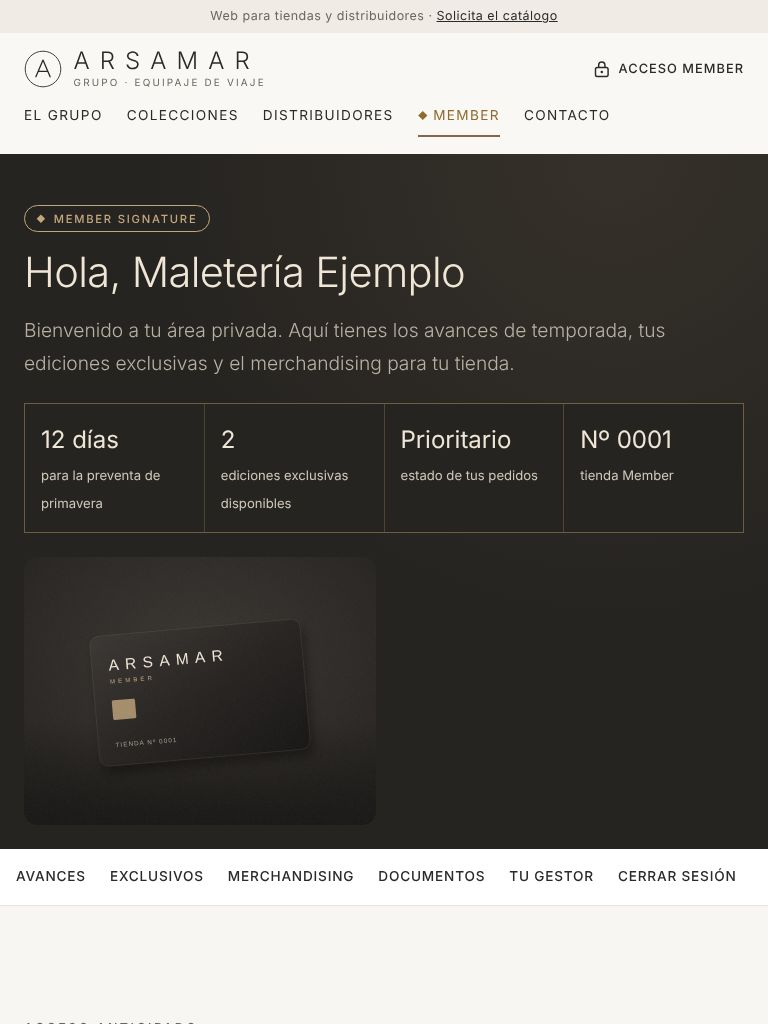 Web para tiendas y distribuidores · Solicita el catálogo
A ARSAMAR
GRUPO · EQUIPAJE DE VIAJE
ACCESO MEMBER
EL GRUPO COLECCIONES DISTRIBUIDORES ◆ MEMBER CONTACTO
◆ MEMBER SIGNATURE
Hola, Maletería Ejemplo
Bienvenido a tu área privada. Aquí tienes los avances de temporada, tus
ediciones exclusivas y el merchandising para tu tienda.
12 días
para la preventa de
primavera
2
ediciones exclusivas
disponibles
Prioritario
estado de tus pedidos
Nº 0001
tienda Member
ARSAMAR
MEMBER
TIENDA Nº 0001
AVANCES EXCLUSIVOS MERCHANDISING DOCUMENTOS TU GESTOR CERRAR SESIÓN